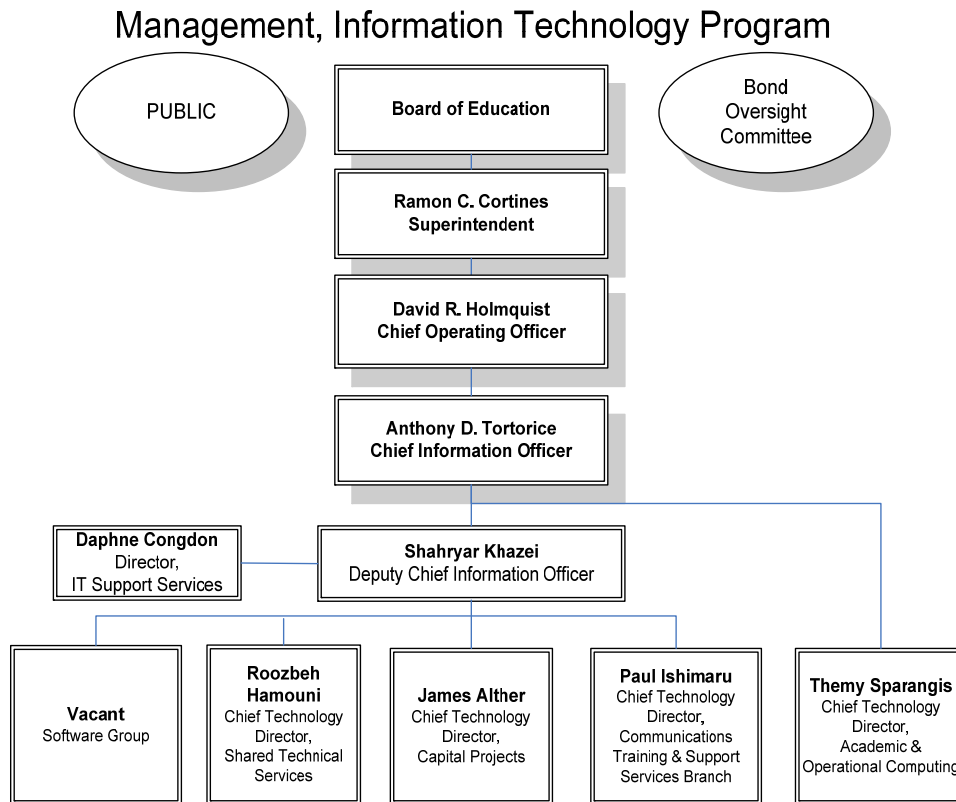 Management, Information Technology Program
PUBLIC
Board of Education
Bond
Oversight
Committee
Ramon C. Cortines
Superintendent
David R. Holmquist
Chief Operating Officer
Anthony D. Tortorice
Chief Information Officer
Daphne Congdon
Director,
IT Support Services
Shahryar Khazei
Deputy Chief Information Officer
Vacant
Software Group
Roozbeh
Hamouni
Chief Technology
Director,
Shared Technical
Services
James Alther
Chief Technology
Director,
Capital Projects
Paul Ishimaru
Chief Technology
Director,
Communications
Training & Support
Services Branch
Themy Sparangis
Chief Technology
Director,
Academic &
Operational Computing